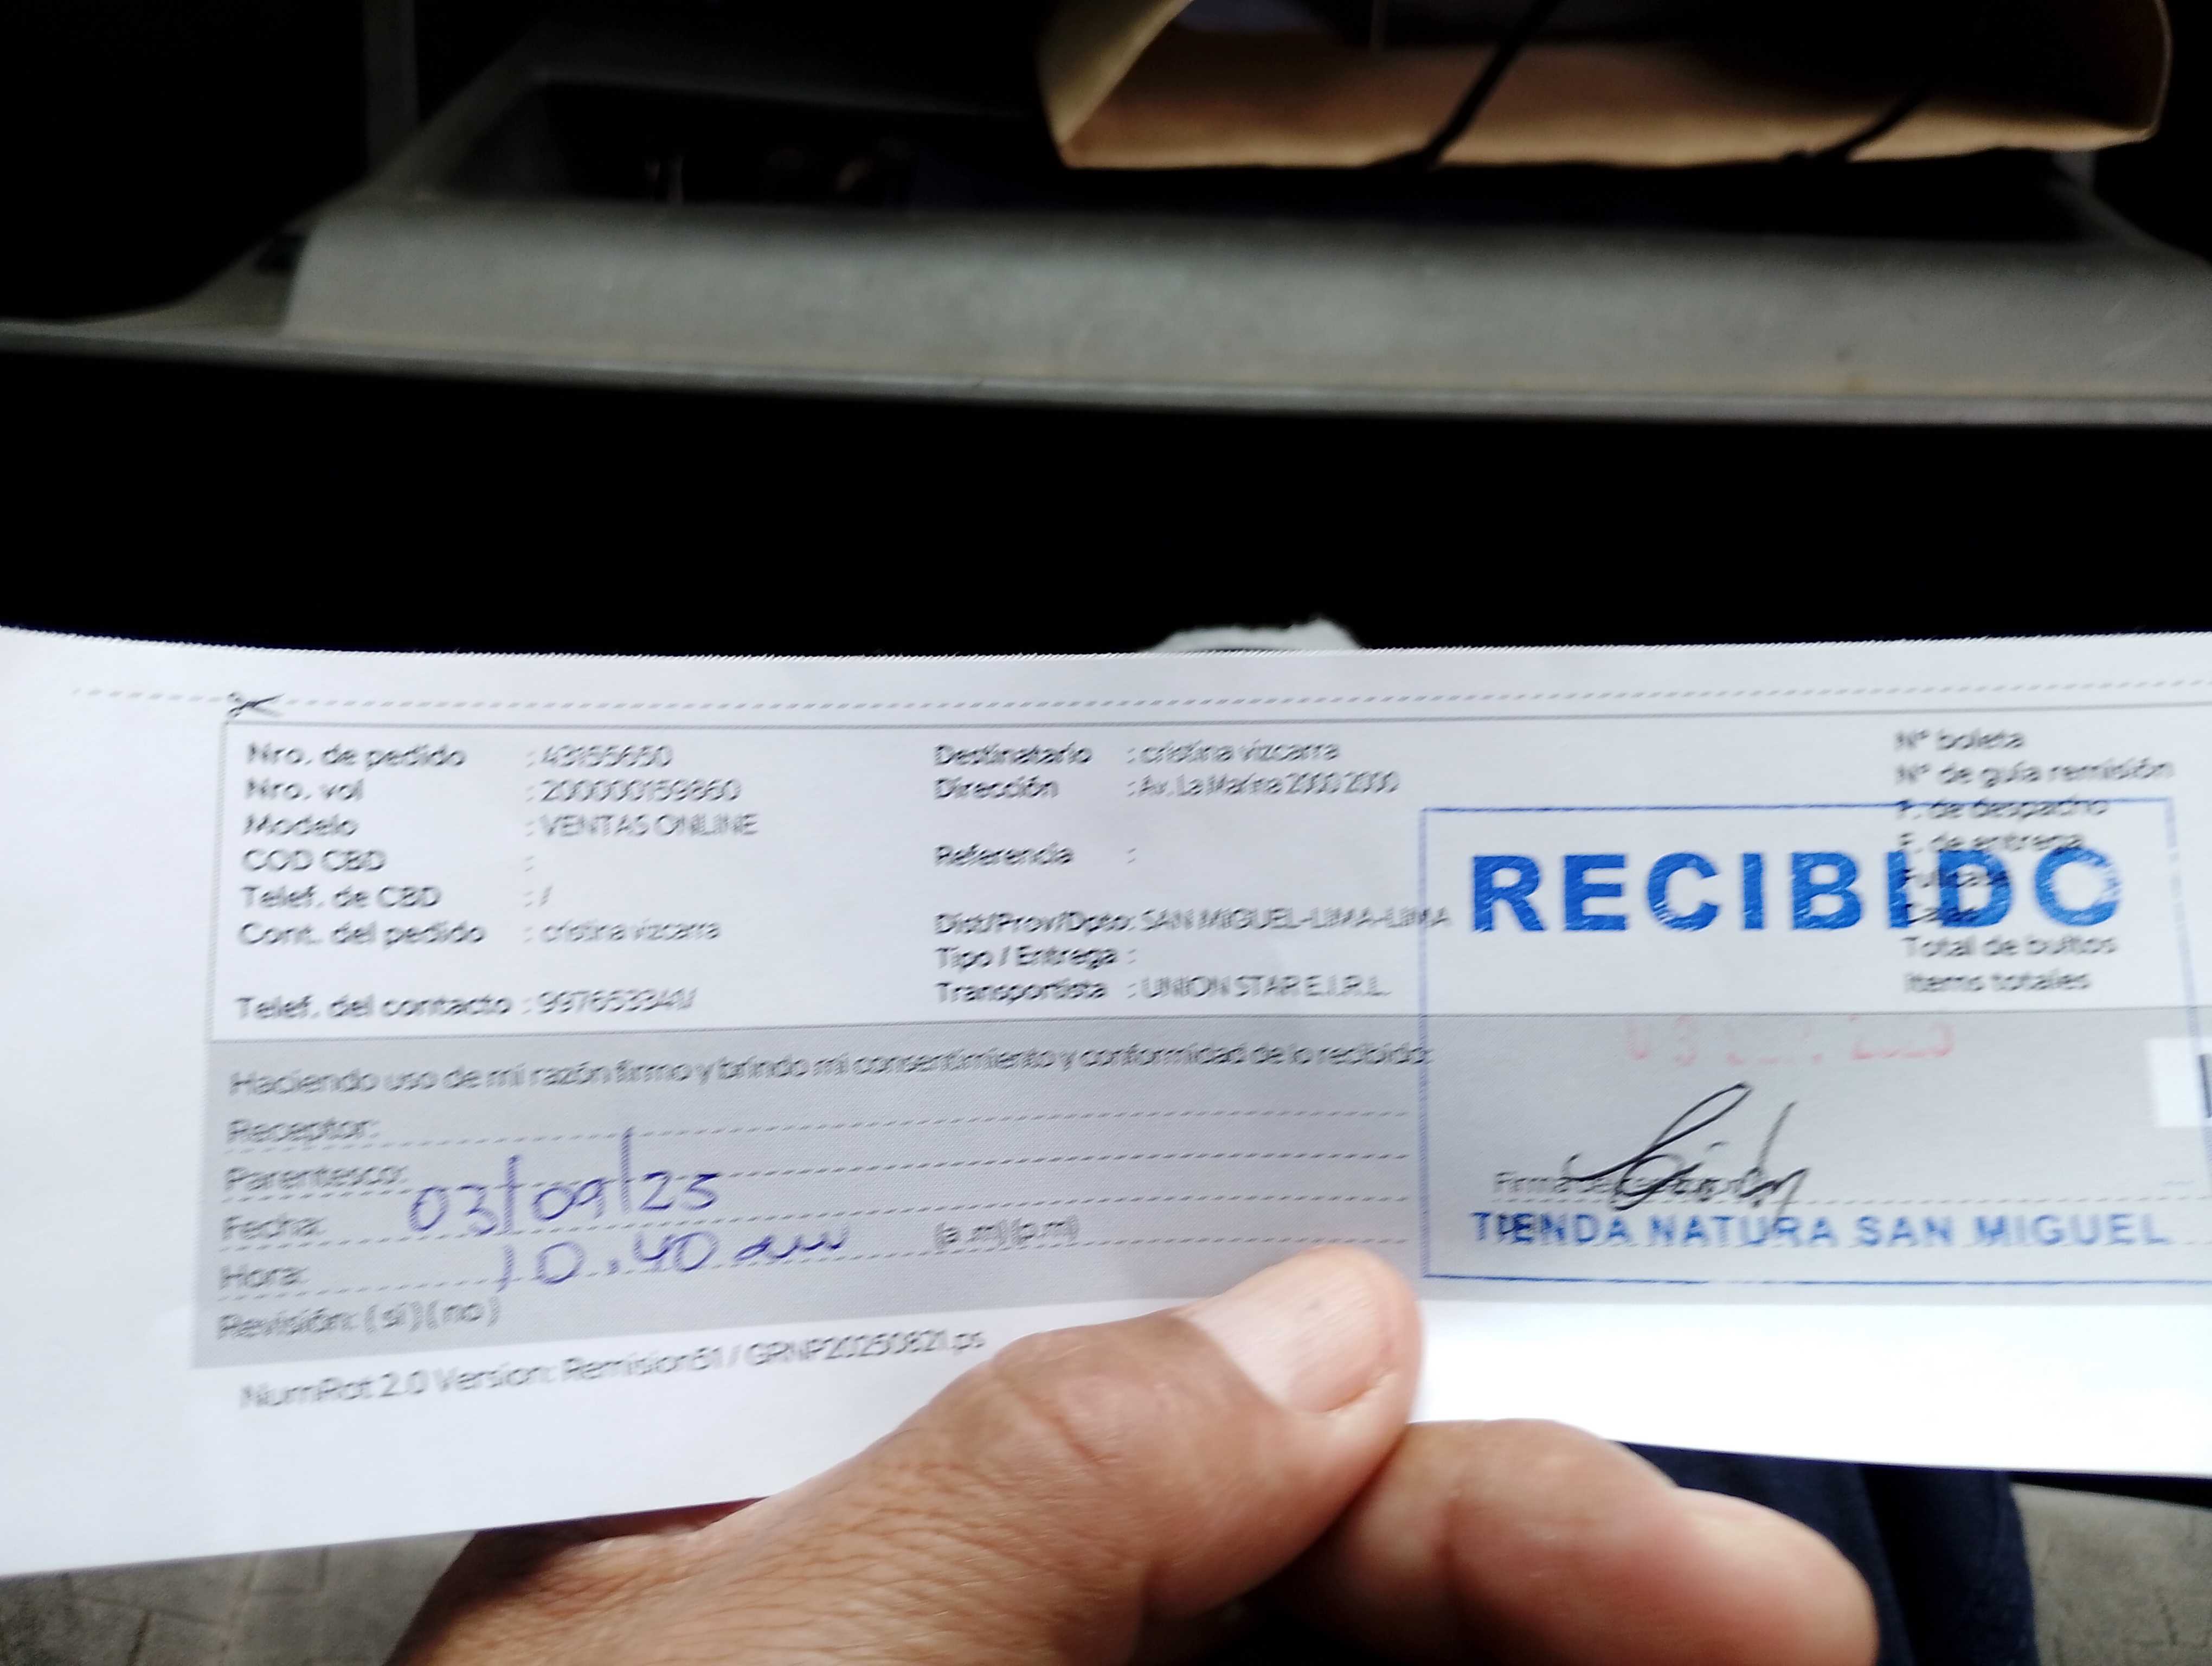 Nro. de pedido : 49155650
Nro. vol : 200000159860
Modelo : VENTAS ONLINE
COD CBD :
Telef. de CBD : /
Cont. del pedido : cristina vizcarra
Telef. del contacto :
Destinatario : cristina vizcarra
Dirección : Av. La Marina 2000 2000
Referencia :
Dist/Prov/Dpto: SAN MIGUEL-LIMA-LIMA
Tipo / Entrega :
Transportista : UNION STAR E.I.R.L.
N° boleta
N° de guía remisión
F. de despacho
F. de entrega
Total de bultos
Items totales
RECIBIDO
Haciendo uso de mi razón firmo y brindo mi consentimiento y conformidad de lo recibido:
Receptor:
Parentesco:
Fecha: 03/09/25
Hora: 10.40 am (a.m)(p.m)
Revisión: (si)(no)
TIENDA NATURA SAN MIGUEL
NumRot 2.0 Version: Remision51 / GRNP20250821.ps